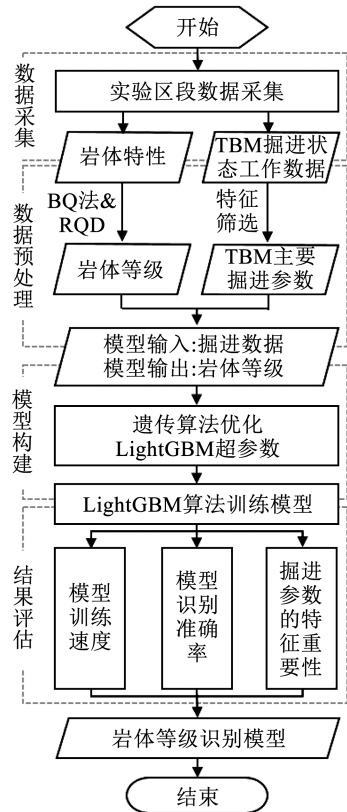 开始
数据采集
实验区段数据采集
岩体特性
TBM掘进状
态工作数据
数据预处理
BQ法&
RQD
特征
筛选
岩体等级
TBM主要
掘进参数
模型输入:掘进数据
模型输出:岩体等级
模型构建
遗传算法优化
LightGBM超参数
LightGBM算法训练模型
结果评估
模型
训练
速度
模型
识别
准确
率
掘进
参数
的特
征重
要性
岩体等级识别模型
结束